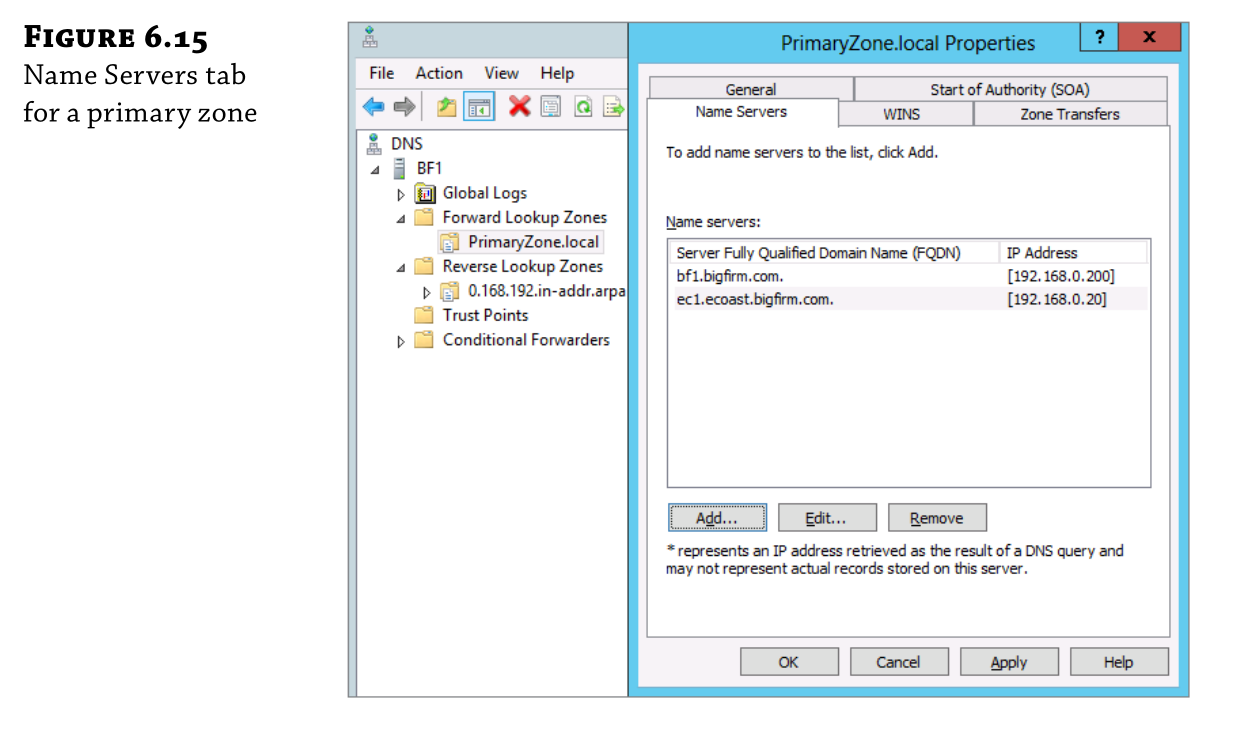 FIGURE 6.15
Name Servers tab
for a primary zone
PrimaryZone.local Properties
?
x
File Action View Help
DNS
BF1
Global Logs
Forward Lookup Zones
PrimaryZone.local
Reverse Lookup Zones
0.168.192.in-addr.arpa
Trust Points
Conditional Forwarders
General
Start of Authority (SOA)
Name Servers
WINS
Zone Transfers
To add name servers to the list, click Add.
Name servers:
Server Fully Qualified Domain Name (FQDN) IP Address
bf1.bigfirm.com. [192.168.0.200]
ec1.ecoast.bigfirm.com. [192.168.0.20]
Add... Edit... Remove
* represents an IP address retrieved as the result of a DNS query and
may not represent actual records stored on this server.
OK Cancel Apply Help